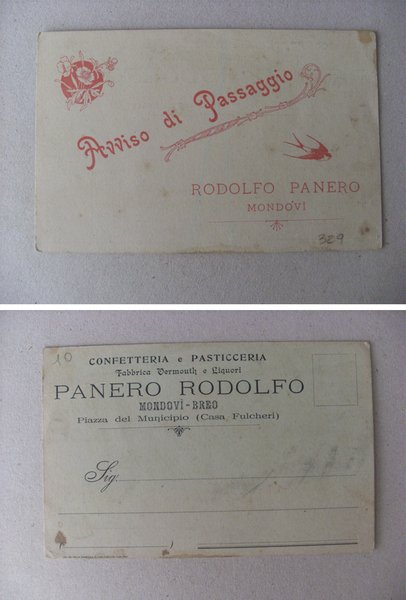 Avviso di Passaggio
RODOLFO PANERO
MONDOVÌ
329
10
CONFETTERIA e PASTICCERIA
Fabbrica Vermouth e Liquori
PANERO RODOLFO
MONDOVÌ-BREO
Piazza del Municipio (Casa Fulcheri)
Sig:
)